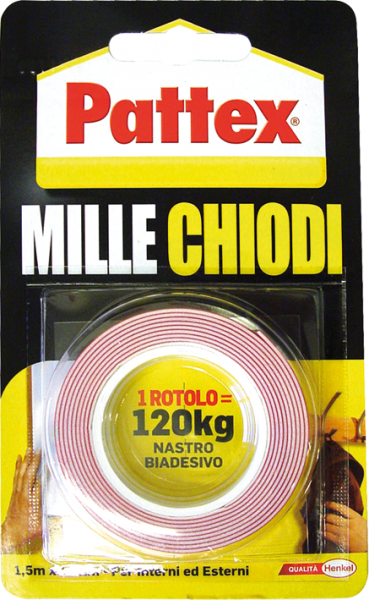 Pattex®
MILLE CHIODI
1 ROTOLO =
120kg
NASTRO
BIADESIVO
1,5m x - Per interni ed Esterni
QUALITÀ Henkel